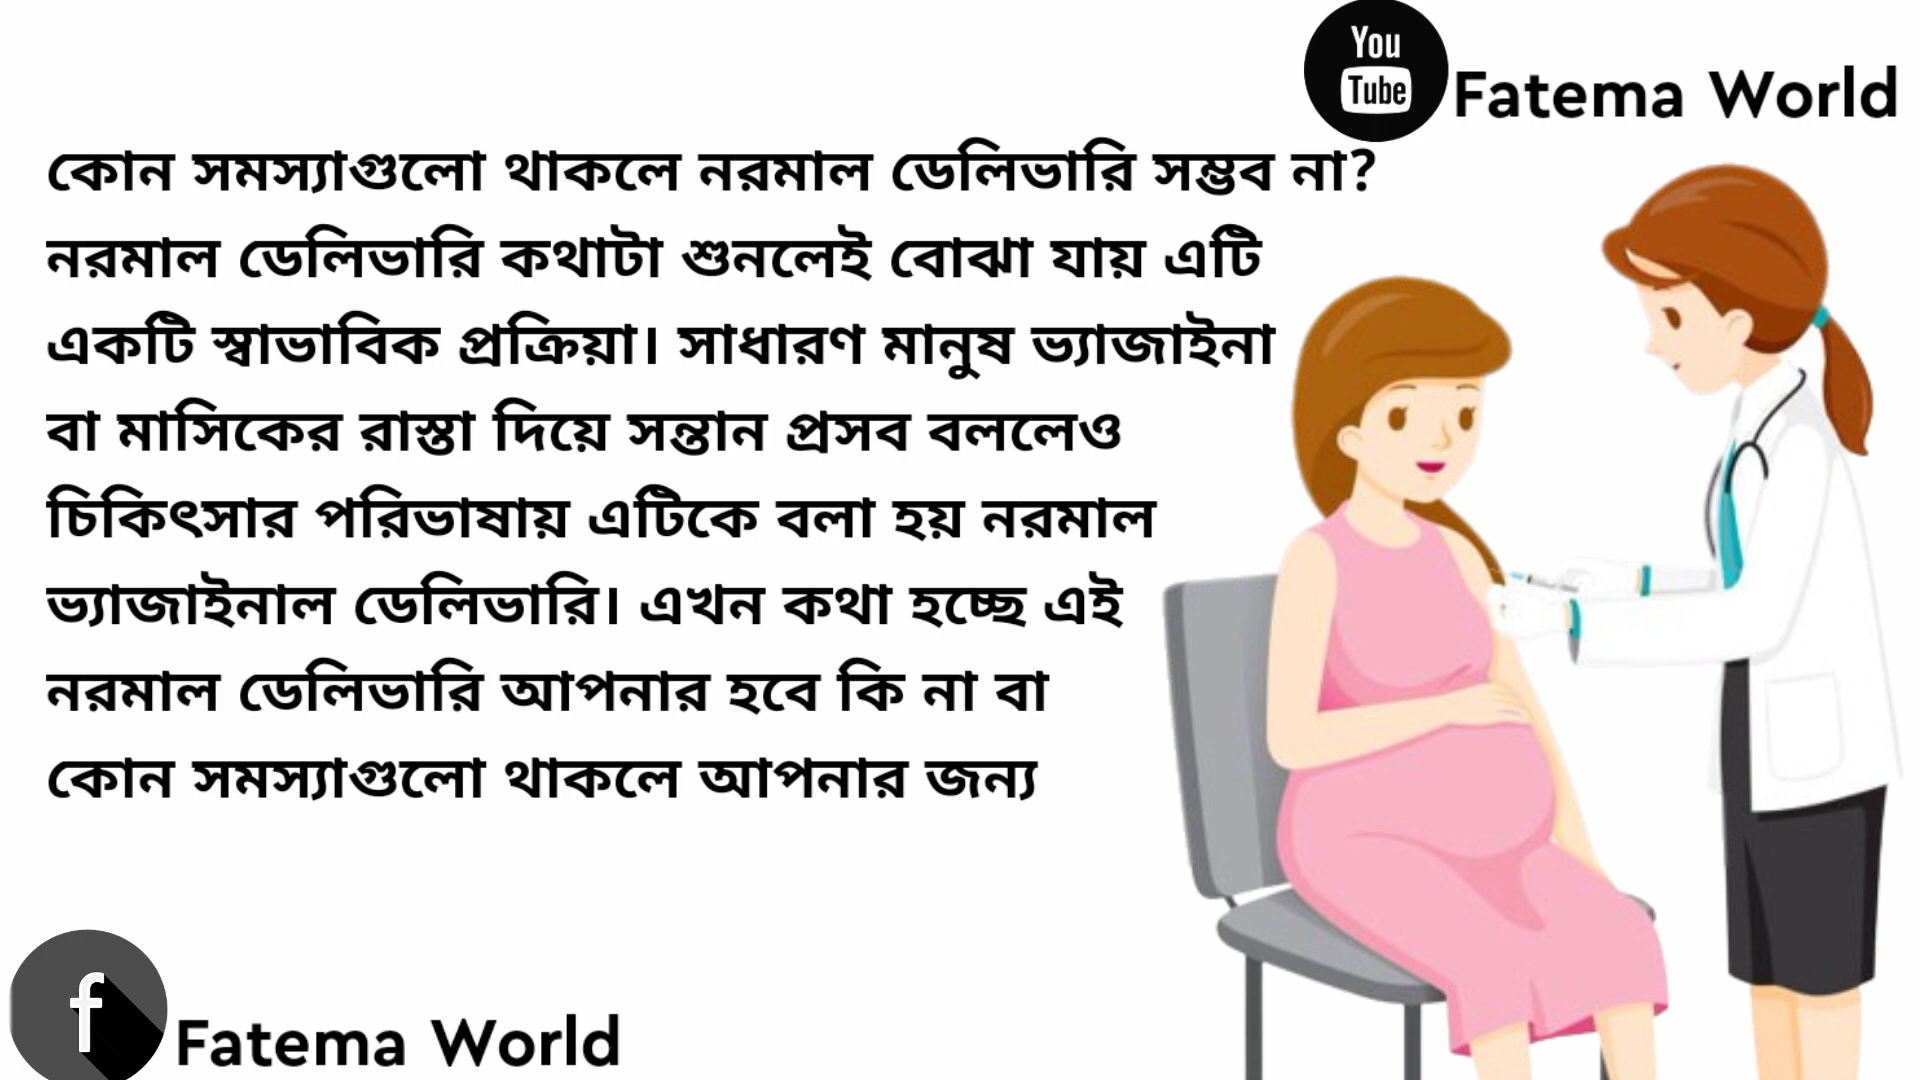 You
Tube
Fatema World
কোন সমস্যাগুলো থাকলে নরমাল ডেলিভারি সম্ভব না?
নরমাল ডেলিভারি কথাটা শুনলেই বোঝা যায় এটি
একটি স্বাভাবিক প্রক্রিয়া। সাধারণ মানুষ ভ্যাজাইনা
বা মাসিকের রাস্তা দিয়ে সন্তান প্রসব বললেও
চিকিৎসার পরিভাষায় এটিকে বলা হয় নরমাল
ভ্যাজাইনাল ডেলিভারি। এখন কথা হচ্ছে এই
নরমাল ডেলিভারি আপনার হবে কি না বা
কোন সমস্যাগুলো থাকলে আপনার জন্য
f
Fatema World